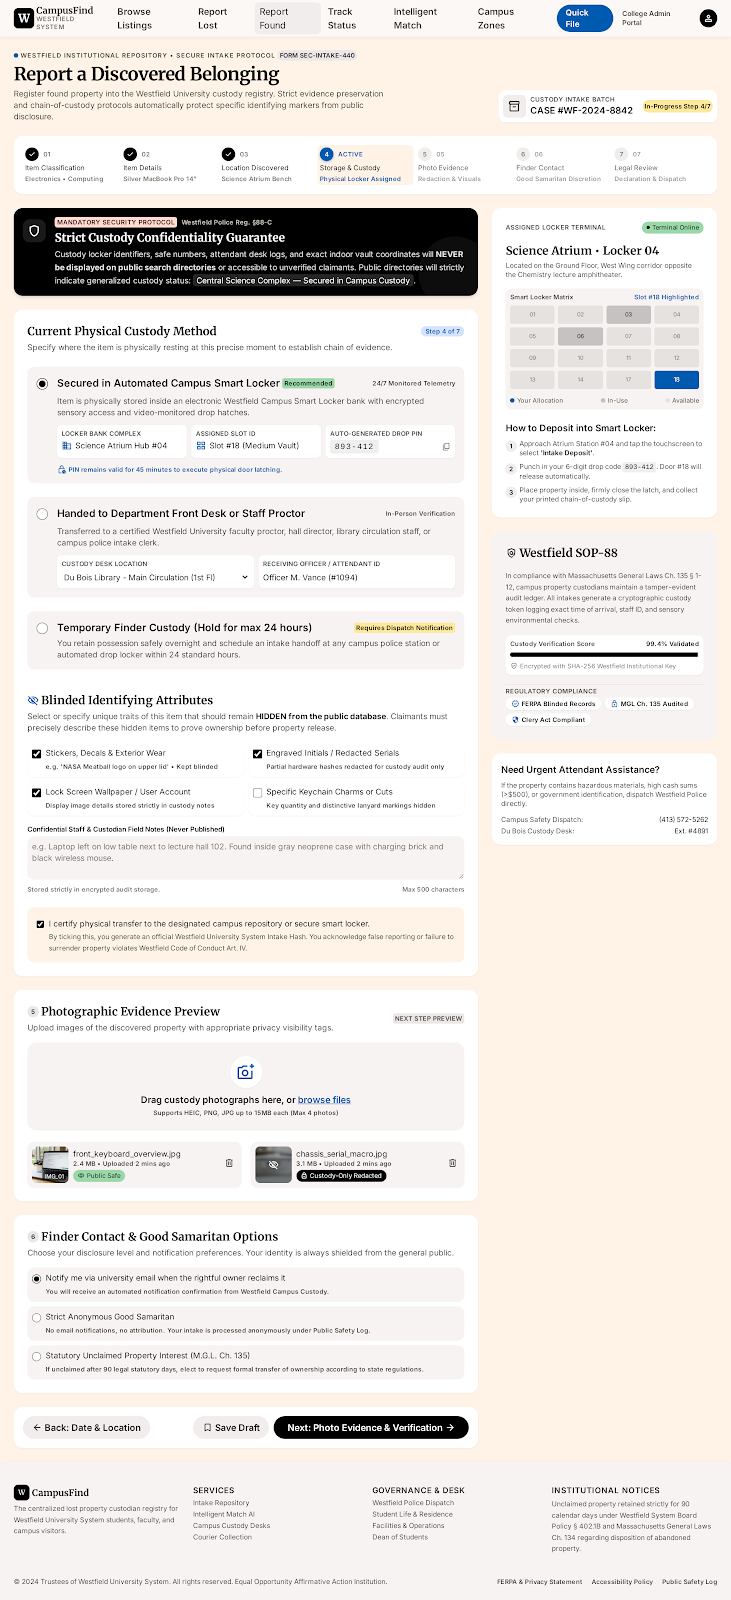 W CampusFind
WESTFIELD
SYSTEM
Browse
Listings
Report
Lost
Report
Found
Track
Status
Intelligent
Match
Campus
Zones
Quick
File
College Admin
Portal
WESTFIELD INSTITUTIONAL REPOSITORY • SECURE INTAKE PROTOCOL FORM SEC-INTAKE-440
Report a Discovered Belonging
Register found property into the Westfield University custody registry. Strict evidence preservation
and chain-of-custody protocols automatically protect specific identifying markers from public
disclosure.
CUSTODY INTAKE BATCH
CASE #WF-2024-8842
In-Progress Step 4/7
01
Item Classification
Electronics • Computing
02
Item Details
Silver MacBook Pro 14"
03
Location Discovered
Science Atrium Bench
4 ACTIVE
Storage & Custody
Physical Locker Assigned
5 05
Photo Evidence
Redaction & Visuals
6 06
Finder Contact
Good Samaritan Discretion
7 07
Legal Review
Declaration & Dispatch
MANDATORY SECURITY PROTOCOL Westfield Police Reg. §88-C
Strict Custody Confidentiality Guarantee
Custody locker identifiers, safe numbers, attendant desk logs, and exact indoor vault coordinates will NEVER
be displayed on public search directories or accessible to unverified claimants. Public directories will strictly
indicate generalized custody status: Central Science Complex — Secured in Campus Custody .
Current Physical Custody Method
Step 4 of 7
Specify where the item is physically resting at this precise moment to establish chain of evidence.
Secured in Automated Campus Smart Locker Recommended
24/7 Monitored Telemetry
Item is physically stored inside an electronic Westfield Campus Smart Locker bank with encrypted
sensory access and video-monitored drop hatches.
LOCKER BANK COMPLEX
Science Atrium Hub #04
ASSIGNED SLOT ID
Slot #18 (Medium Vault)
AUTO-GENERATED DROP PIN
893-412
PIN remains valid for 45 minutes to execute physical door latching.
Handed to Department Front Desk or Staff Proctor
In-Person Verification
Transferred to a certified Westfield University faculty proctor, hall director, library circulation staff, or
campus police intake clerk.
CUSTODY DESK LOCATION
Du Bois Library - Main Circulation (1st Fl)
RECEIVING OFFICER / ATTENDANT ID
Officer M. Vance (#1094)
Temporary Finder Custody (Hold for max 24 hours)
Requires Dispatch Notification
You retain possession safely overnight and schedule an intake handoff at any campus police station or
automated drop locker within 24 standard hours.
Blinded Identifying Attributes
Select or specify unique traits of this item that should remain HIDDEN from the public database. Claimants must
precisely describe these hidden items to prove ownership before property release.
Stickers, Decals & Exterior Wear
e.g. 'NASA Meatball logo on upper lid' • Kept blinded
Engraved Initials / Redacted Serials
Partial hardware hashes redacted for custody audit only
Lock Screen Wallpaper / User Account
Display image details stored strictly in custody notes
Specific Keychain Charms or Cuts
Key quantity and distinctive lanyard markings hidden
Confidential Staff & Custodian Field Notes (Never Published)
e.g. Laptop left on low table next to lecture hall 102. Found inside gray neoprene case with charging brick and
black wireless mouse.
Stored strictly in encrypted audit storage.
Max 500 characters
I certify physical transfer to the designated campus repository or secure smart locker.
By ticking this, you generate an official Westfield University System Intake Hash. You acknowledge false reporting or failure to
surrender property violates Westfield Code of Conduct Art. IV.
5 Photographic Evidence Preview
NEXT STEP PREVIEW
Upload images of the discovered property with appropriate privacy visibility tags.
Drag custody photographs here, or browse files
Supports HEIC, PNG, JPG up to 15MB each (Max 4 photos)
IMG_01
front_keyboard_overview.jpg
2.4 MB • Uploaded 2 mins ago
Public Safe
chassis_serial_macro.jpg
3.1 MB • Uploaded 2 mins ago
Custody-Only Redacted
6 Finder Contact & Good Samaritan Options
Choose your disclosure level and notification preferences. Your identity is always shielded from the general public.
Notify me via university email when the rightful owner reclaims it
You will receive an automated notification confirmation from Westfield Campus Custody.
Strict Anonymous Good Samaritan
No email notifications, no attribution. Your intake is processed anonymously under Public Safety Log.
Statutory Unclaimed Property Interest (M.G.L. Ch. 135)
If unclaimed after 90 legal statutory days, elect to request formal transfer of ownership according to state regulations.
← Back: Date & Location
Save Draft
Next: Photo Evidence & Verification →
ASSIGNED LOCKER TERMINAL
Terminal Online
Science Atrium • Locker 04
Located on the Ground Floor, West Wing corridor opposite
the Chemistry lecture amphitheater.
Smart Locker Matrix
Slot #18 Highlighted
01 02 03 04
05 06 07 08
09 10 11 12
13 14 17 18
Your Allocation
In-Use
Available
How to Deposit into Smart Locker:
1 Approach Atrium Station #04 and tap the touchscreen to
select 'Intake Deposit'.
2 Punch in your 6-digit drop code 893-412 . Door #18 will
release automatically.
3 Place property inside, firmly close the latch, and collect
your printed chain-of-custody slip.
Westfield SOP-88
In compliance with Massachusetts General Laws Ch. 135 § 1-
12, campus property custodians maintain a tamper-evident
audit ledger. All intakes generate a cryptographic custody
token logging exact time of arrival, staff ID, and sensory
environmental checks.
Custody Verification Score
99.4% Validated
Encrypted with SHA-256 Westfield Institutional Key
REGULATORY COMPLIANCE
FERPA Blinded Records
MGL Ch. 135 Audited
Clery Act Compliant
Need Urgent Attendant Assistance?
If the property contains hazardous materials, high cash sums
(>$500), or government identification, dispatch Westfield Police
directly.
Campus Safety Dispatch:
(413) 572-5262
Du Bois Custody Desk:
Ext. #4891
W CampusFind
The centralized lost property custodian registry for
Westfield University System students, faculty, and
campus visitors.
SERVICES
Intake Repository
Intelligent Match AI
Campus Custody Desks
Courier Collection
GOVERNANCE & DESK
Westfield Police Dispatch
Student Life & Residence
Facilities & Operations
Dean of Students
INSTITUTIONAL NOTICES
Unclaimed property retained strictly for 90
calendar days under Westfield System Board
Policy § 402.1B and Massachusetts General Laws
Ch. 134 regarding disposition of abandoned
property.
© 2024 Trustees of Westfield University System. All rights reserved. Equal Opportunity Affirmative Action Institution.
FERPA & Privacy Statement
Accessibility Policy
Public Safety Log